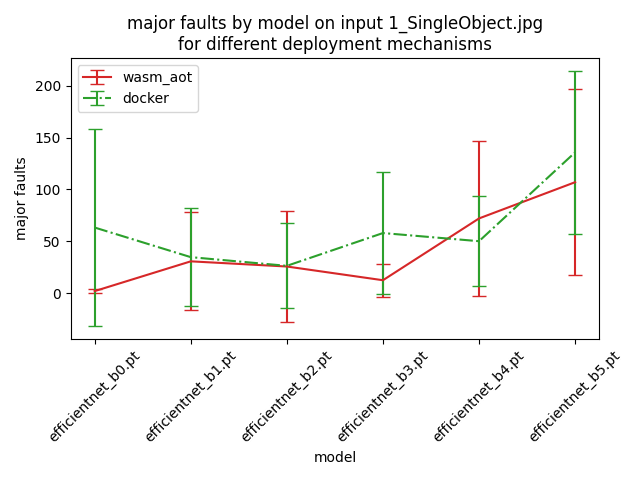 major faults by model on input 1_SingleObject.jpg
for different deployment mechanisms
wasm_aot
docker
major faults
200
150
100
50
0
efficientnet_b0.pt
efficientnet_b1.pt
efficientnet_b2.pt
efficientnet_b3.pt
efficientnet_b4.pt
efficientnet_b5.pt
model